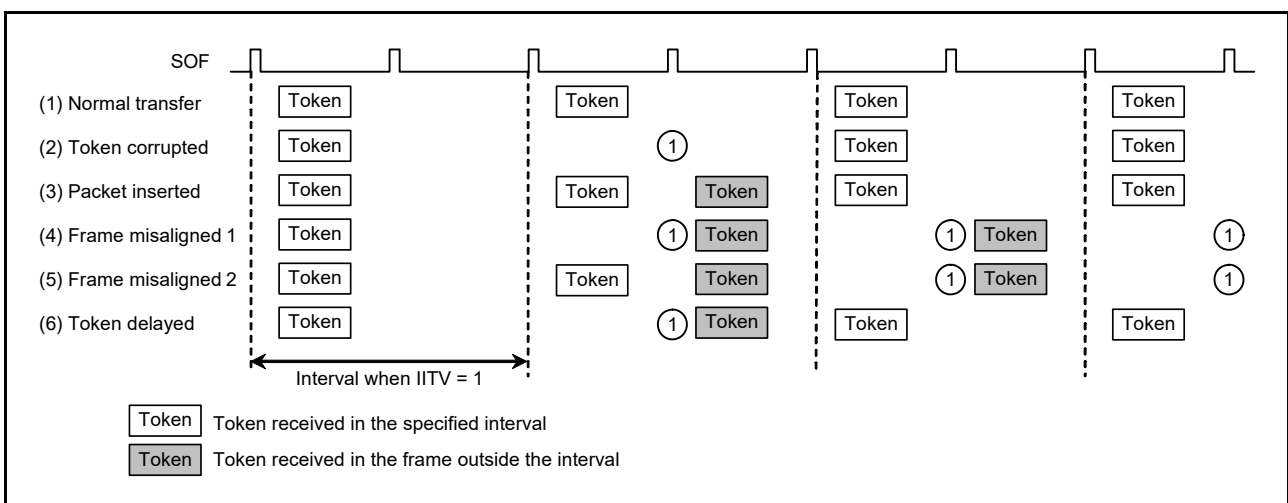 SOF
(1) Normal transfer Token Token Token Token
(2) Token corrupted Token 1 Token Token
(3) Packet inserted Token Token Token Token Token
(4) Frame misaligned 1 Token 1 Token 1 Token 1
(5) Frame misaligned 2 Token Token Token 1 Token 1
(6) Token delayed Token 1 Token Token Token
Interval when IITV = 1
Token Token received in the specified interval
Token Token received in the frame outside the interval